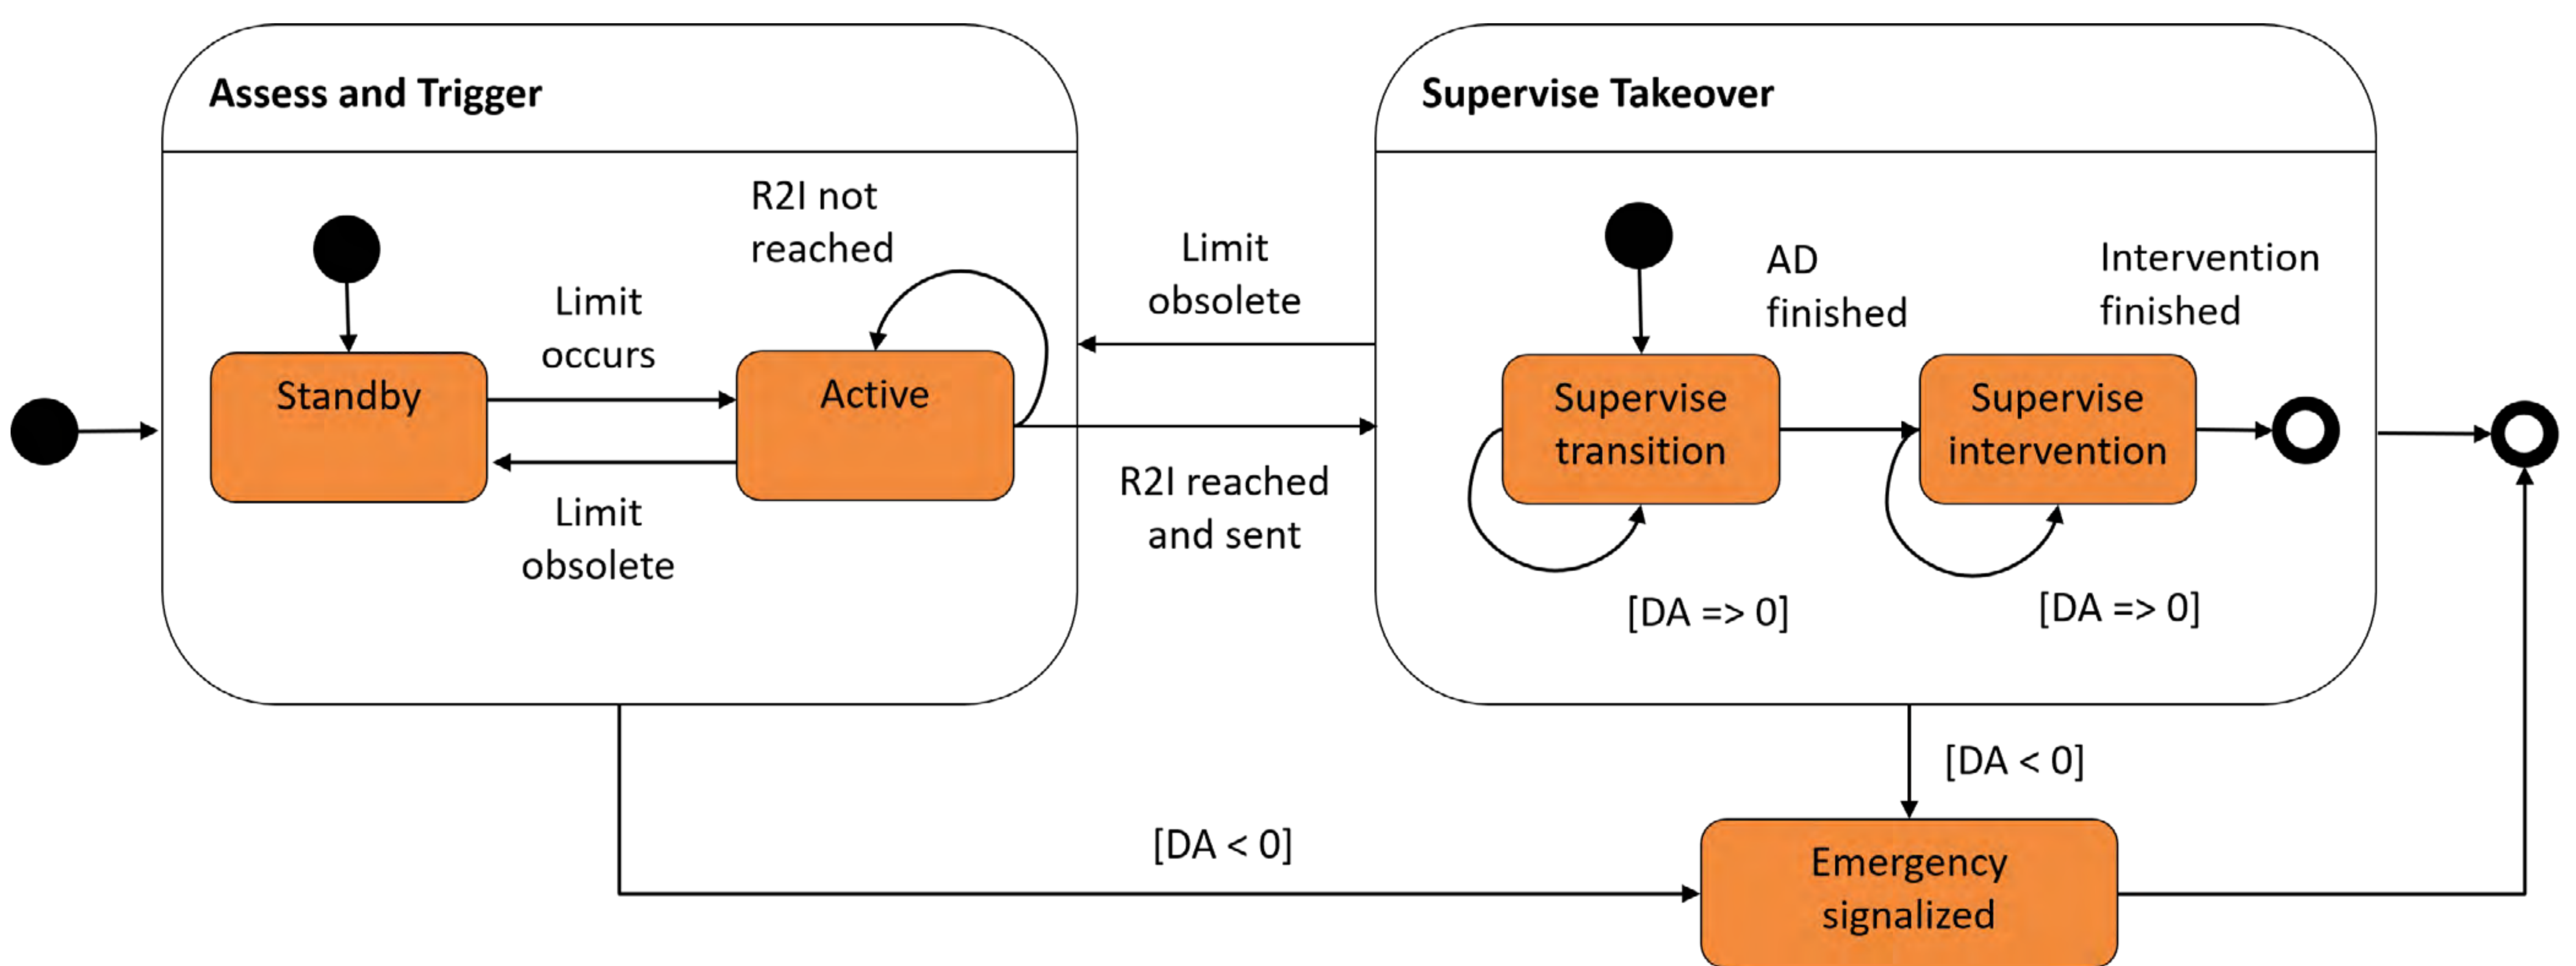 Assess and Trigger
R2I not
reached
Limit
occurs
Standby
Active
Limit
obsolete
Limit
obsolete
R2I reached
and sent
Supervise Takeover
AD
finished
Intervention
finished
Supervise
transition
Supervise
intervention
[DA => 0]
[DA => 0]
[DA < 0]
[DA < 0]
Emergency
signalized